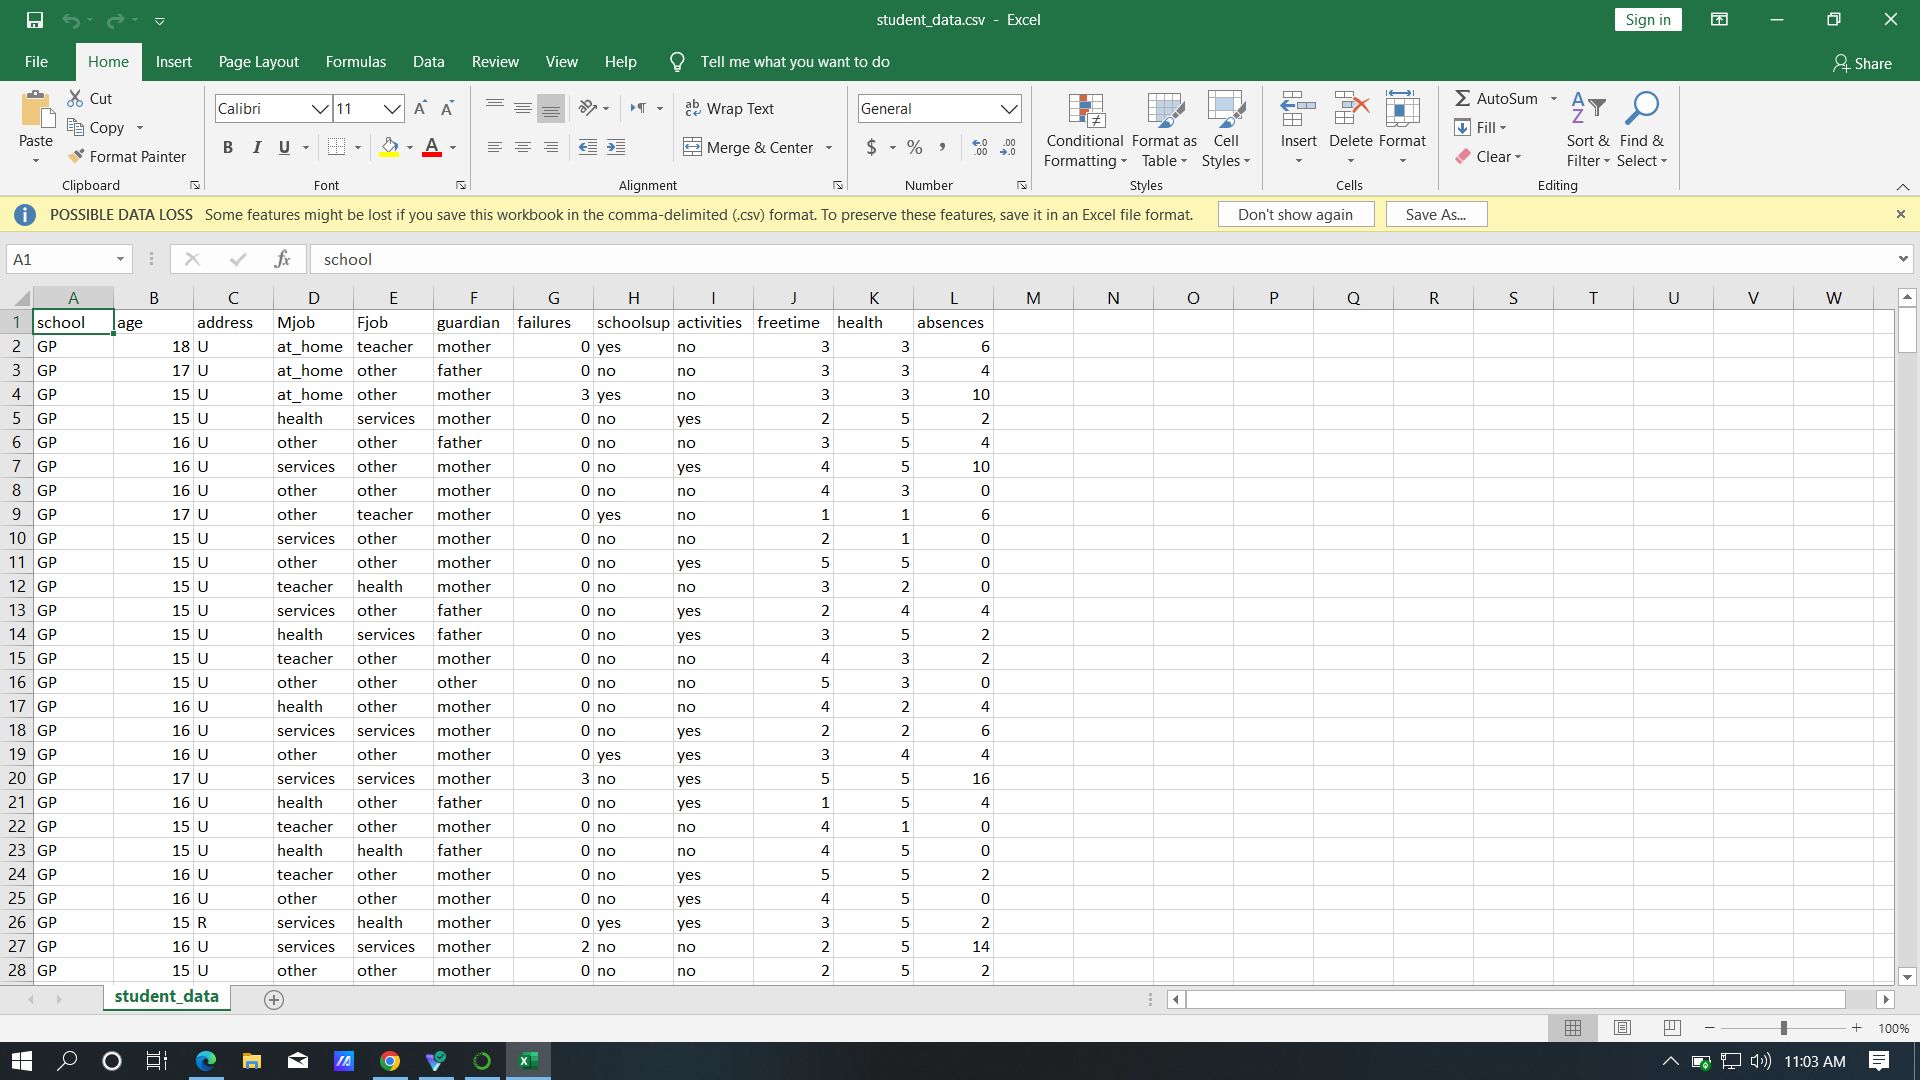 student_data.csv - Excel
Sign in
File Home Insert Page Layout Formulas Data Review View Help Tell me what you want to do Share
Paste Cut Copy Format Painter Clipboard
Calibri 11 B I U A Font
Wrap Text Merge & Center Alignment
General $ % , Number
Conditional Formatting Format as Table Cell Styles Styles
Insert Delete Format Cells
AutoSum Fill Clear Sort & Filter Find & Select Editing
POSSIBLE DATA LOSS Some features might be lost if you save this workbook in the comma-delimited (.csv) format. To preserve these features, save it in an Excel file format. Don't show again Save As...
A1 fx school
A B C D E F G H I J K L M N O P Q R S T U V W
1 school age address Mjob Fjob guardian failures schoolsup activities freetime health absences
2 GP 18 U at_home teacher mother 0 yes no 3 3 6
3 GP 17 U at_home other father 0 no no 3 3 4
4 GP 15 U at_home other mother 3 yes no 3 3 10
5 GP 15 U health services mother 0 no yes 2 5 2
6 GP 16 U other other father 0 no no 3 5 4
7 GP 16 U services other mother 0 no yes 4 5 10
8 GP 16 U other other mother 0 no no 4 3 0
9 GP 17 U other teacher mother 0 yes no 1 1 6
10 GP 15 U services other mother 0 no no 2 1 0
11 GP 15 U other other mother 0 no yes 5 5 0
12 GP 15 U teacher health mother 0 no no 3 2 0
13 GP 15 U services other father 0 no yes 2 4 4
14 GP 15 U health services father 0 no yes 3 5 2
15 GP 15 U teacher other mother 0 no no 4 3 2
16 GP 15 U other other other 0 no no 5 3 0
17 GP 16 U health other mother 0 no no 4 2 4
18 GP 16 U services services mother 0 no yes 2 2 6
19 GP 16 U other other mother 0 yes yes 3 4 4
20 GP 17 U services services mother 3 no yes 5 5 16
21 GP 16 U health other father 0 no yes 1 5 4
22 GP 15 U teacher other mother 0 no no 4 1 0
23 GP 15 U health health father 0 no no 4 5 0
24 GP 16 U teacher other mother 0 no yes 5 5 2
25 GP 16 U other other mother 0 no yes 4 5 0
26 GP 15 R services health mother 0 yes yes 3 5 2
27 GP 16 U services services mother 2 no no 2 5 14
28 GP 15 U other other mother 0 no no 2 5 2
student_data
100%
11:03 AM